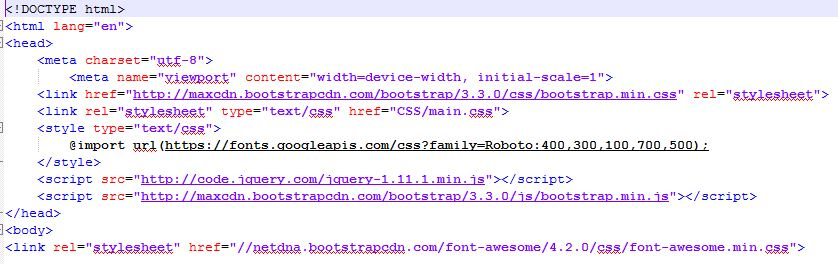 <!DOCTYPE html>
<html lang="en">
<head>
<meta charset="utf-8">
<meta name="viewport" content="width=device-width, initial-scale=1">
<link href="http://maxcdn.bootstrapcdn.com/bootstrap/3.3.0/css/bootstrap.min.css" rel="stylesheet">
<link rel="stylesheet" type="text/css" href="CSS/main.css">
<style type="text/css">
@import url(https://fonts.googleapis.com/css?family=Roboto:400,300,100,700,500);
</style>
<script src="http://code.jquery.com/jquery-1.11.1.min.js"></script>
<script src="http://maxcdn.bootstrapcdn.com/bootstrap/3.3.0/js/bootstrap.min.js"></script>
</head>
<body>
<link rel="stylesheet" href="//netdna.bootstrapcdn.com/font-awesome/4.2.0/css/font-awesome.min.css">